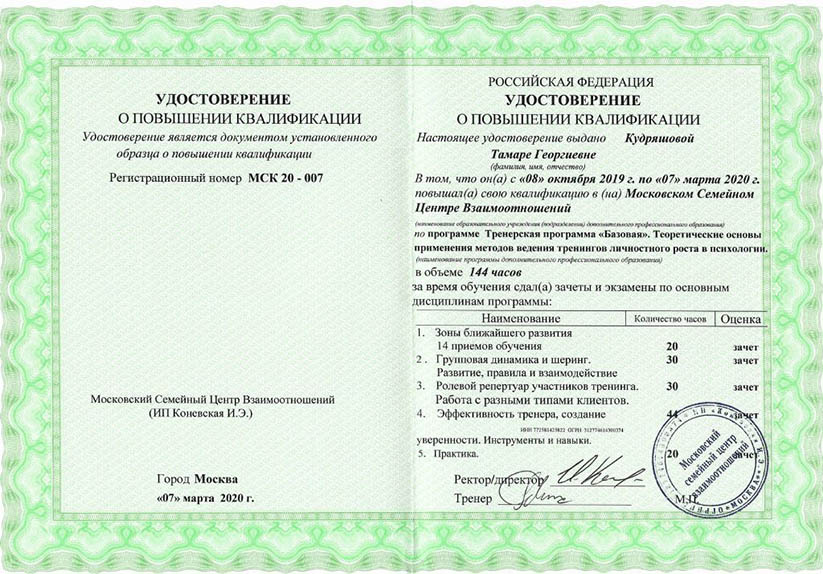 УДОСТОВЕРЕНИЕ
О ПОВЫШЕНИИ КВАЛИФИКАЦИИ
Удостоверение является документом установленного
образца о повышении квалификации
Регистрационный номер МСК 20 - 007
Московский Семейный Центр Взаимоотношений
(ИП Коневская И.Э.)
Город Москва
«07» марта 2020 г.
РОССИЙСКАЯ ФЕДЕРАЦИЯ
УДОСТОВЕРЕНИЕ
О ПОВЫШЕНИИ КВАЛИФИКАЦИИ
Настоящее удостоверение выдано Кудряшовой
Тамаре Георгиевне
(фамилия, имя, отчество)
В том, что он(а) с «08» октября 2019 г. по «07» марта 2020 г.
повышал(а) свою квалификацию в (на) Московском Семейном
Центре Взаимоотношений
(наименование образовательного учреждения (подразделения) дополнительного профессионального образования)
по программе Тренерская программа «Базовая». Теоретические основы
применения методов ведения тренингов личностного роста в психологии.
(наименование программы дополнительного профессионального образования)
в объеме 144 часов
за время обучения сдал(а) зачеты и экзамены по основным
дисциплинам программы:
Наименование Количество часов Оценка
1. Зоны ближайшего развития
14 приемов обучения 20 зачет
2 . Групповая динамика и шеринг. 30 зачет
Развитие, правила и взаимодействие
3. Ролевой репертуар участников тренинга. 30 зачет
Работа с разными типами клиентов.
4. Эффективность тренера, создание 44 зачет
ИНН ОГРН
уверенности. Инструменты и навыки.
5. Практика. 20 зачет
Ректор/директор
Тренер М.П.
Московский
семейный центр
взаимоотношений
МОСКВА